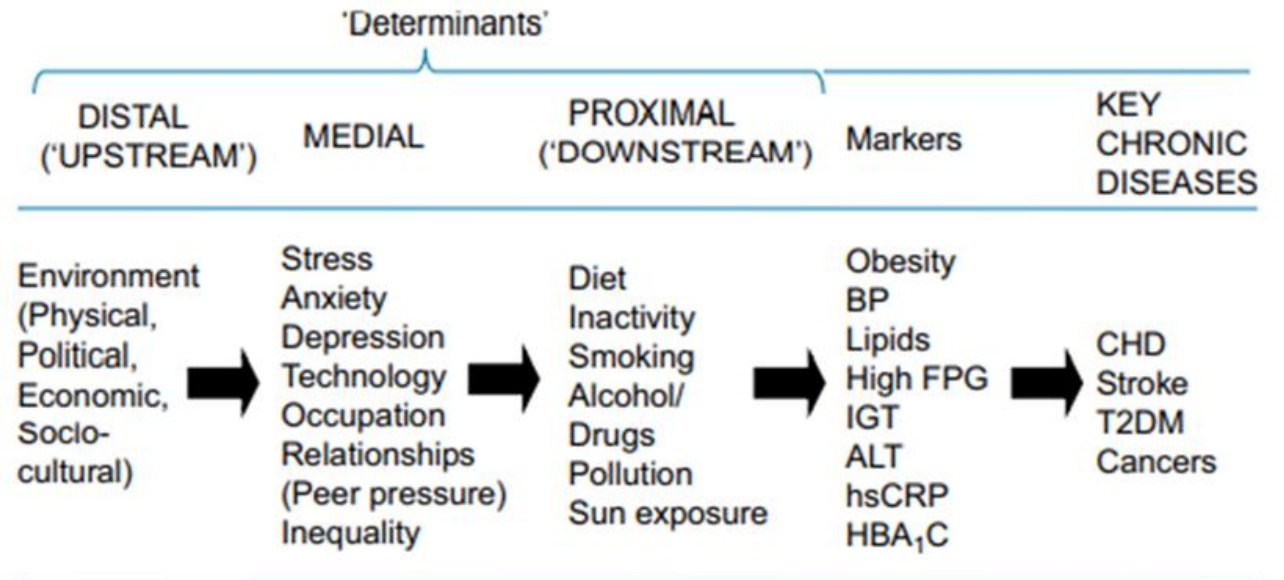 'Determinants'
DISTAL
('UPSTREAM')
MEDIAL
PROXIMAL
('DOWNSTREAM')
Markers
KEY
CHRONIC
DISEASES
Environment
(Physical,
Political,
Economic,
Soclo-
cultural)
Stress
Anxiety
Depression
Technology
Occupation
Relationships
(Peer pressure)
Inequality
Diet
Inactivity
Smoking
Alcohol/
Drugs
Pollution
Sun exposure
Obesity
BP
Lipids
High FPG
IGT
ALT
hsCRP
HBA₁C
CHD
Stroke
T2DM
Cancers